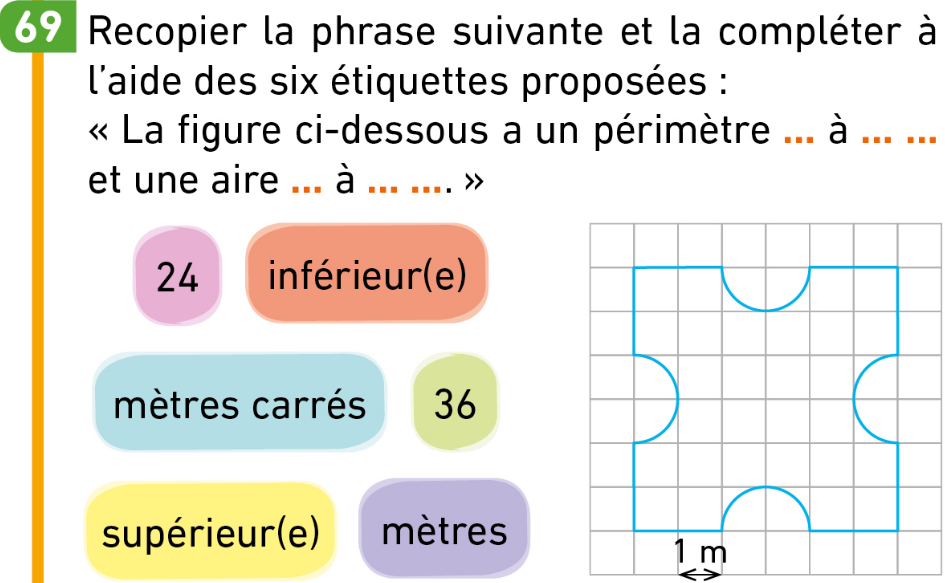 69 Recopier la phrase suivante et la compléter à
l’aide des six étiquettes proposées :
« La figure ci-dessous a un périmètre ... à ... ...
et une aire ... à ... .... »
24 inférieur(e)
mètres carrés 36
supérieur(e) mètres
1 m